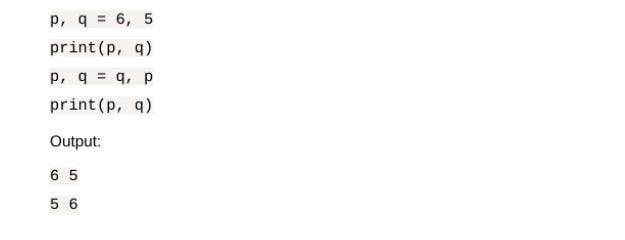 p, q = 6, 5
print(p, q)
p, q = q, p
print(p, q)
Output:
6 5
5 6